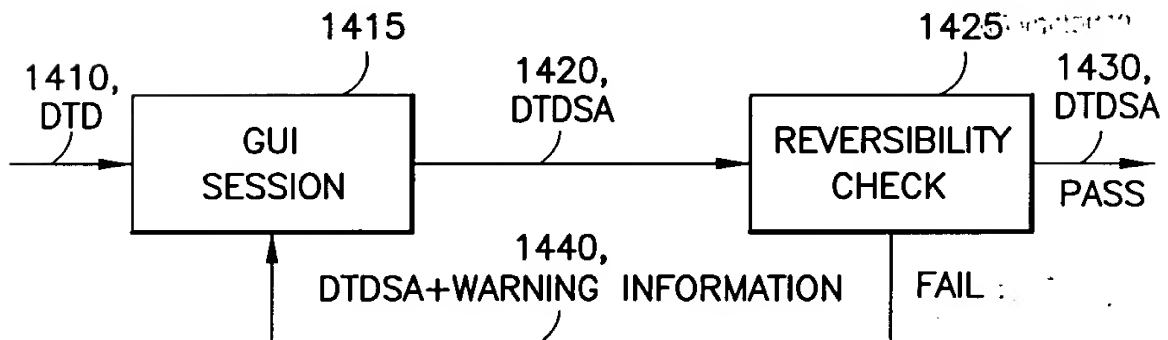 1415
1425
1410,
DTD
1420,
DTDSA
1430,
DTDSA
GUI
SESSION
REVERSIBILITY
CHECK
PASS
1440,
DTDSA+WARNING INFORMATION
FAIL